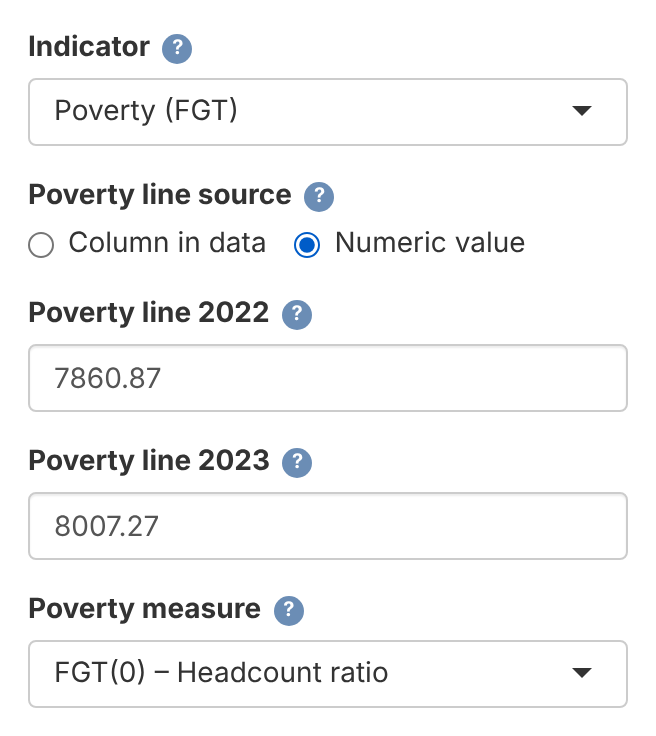 Indicator ?
Poverty (FGT)
Poverty line source ?
Column in data Numeric value
Poverty line 2022 ?
7860.87
Poverty line 2023 ?
8007.27
Poverty measure ?
FGT(0) – Headcount ratio